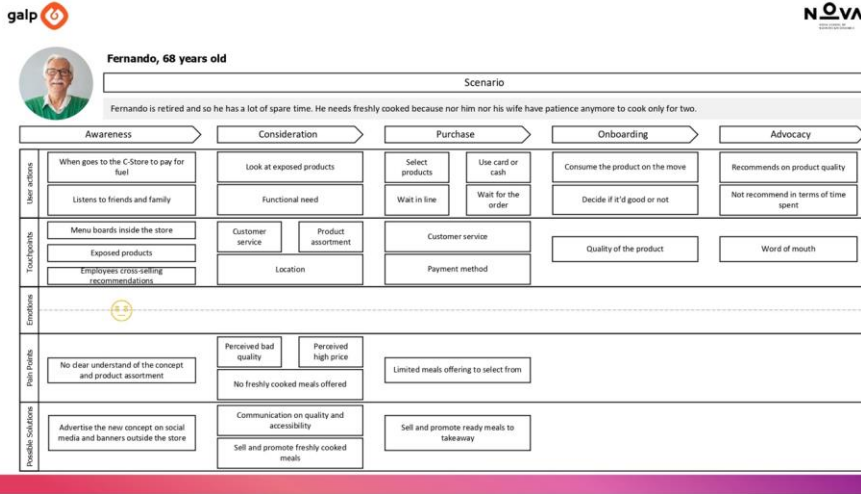 galp
NOVA
Fernando, 68 years old
Scenario
Fernando is retired and so he has a lot of spare time. He needs freshly cooked because nor him nor his wife have patience anymore to cook only for two.
Awareness
Consideration
Purchase
Onboarding
Advocacy
User actions
When goes to the C-Store to pay for
fuel
Listens to friends and family
Look at exposed products
Functional need
Select
products
Use card or
cash
Wait in line
Wait for the
order
Consume the product on the move
Decide if it'd good or not
Recommends on product quality
Not recommend in terms of time
spent
Touchpoints
Menu boards inside the store
Exposed products
Employees cross-selling
recommendations
Customer
service
Product
assortment
Location
Customer service
Payment method
Quality of the product
Word of mouth
Emotions
Pain Points
No clear understand of the concept
and product assortment
Perceived bad
quality
Perceived
high price
No freshly cooked meals offered
Limited meals offering to select from
Possible Solutions
Advertise the new concept on social
media and banners outside the store
Communication on quality and
accessibility
Sell and promote freshly cooked
meals
Sell and promote ready meals to
takeaway